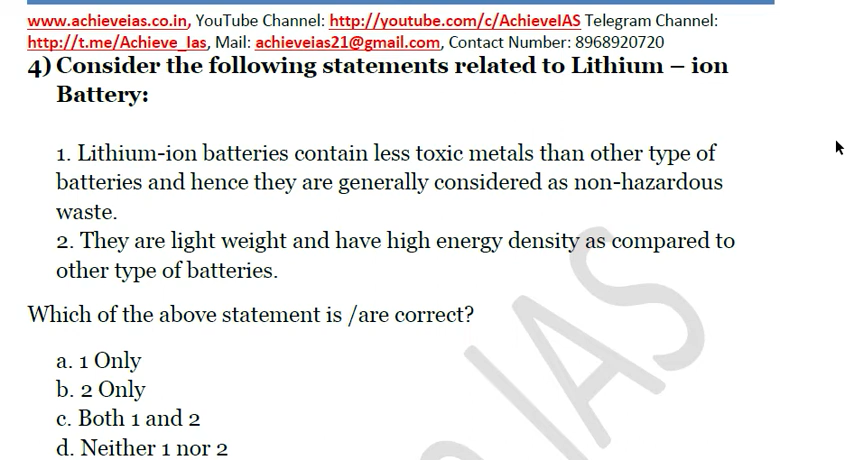 www.achieveias.co.in, YouTube Channel: http://youtube.com/c/AchieveIAS Telegram Channel:
http://t.me/Achieve_Ias, Mail: achieveias21@gmail.com, Contact Number: 8968920720
4) Consider the following statements related to Lithium – ion
Battery:
1. Lithium-ion batteries contain less toxic metals than other type of
batteries and hence they are generally considered as non-hazardous
waste.
2. They are light weight and have high energy density as compared to
other type of batteries.
Which of the above statement is /are correct?
a. 1 Only
b. 2 Only
c. Both 1 and 2
d. Neither 1 nor 2
IAS